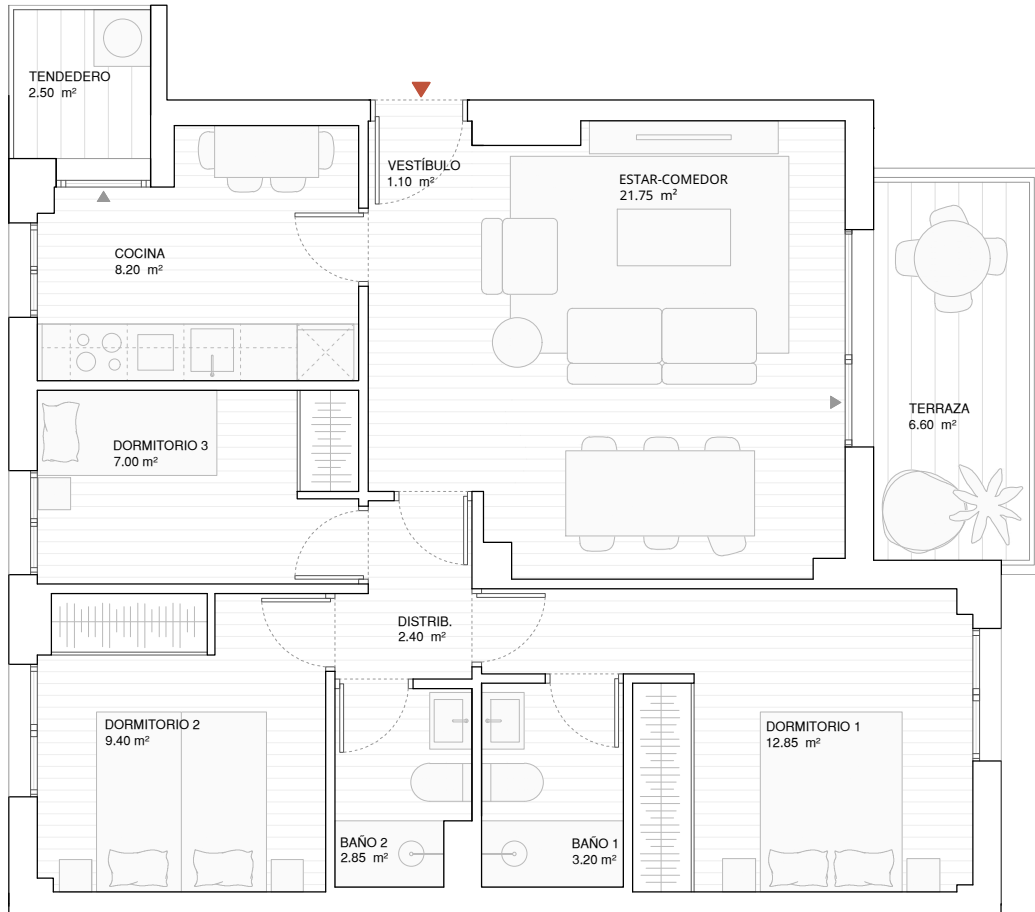 TENDEDERO
2.50 m²
VESTÍBULO
1.10 m²
ESTAR-COMEDOR
21.75 m²
COCINA
8.20 m²
TERRAZA
6.60 m²
DORMITORIO 3
7.00 m²
DISTRIB.
2.40 m²
DORMITORIO 2
9.40 m²
DORMITORIO 1
12.85 m²
BAÑO 2
2.85 m²
BAÑO 1
3.20 m²